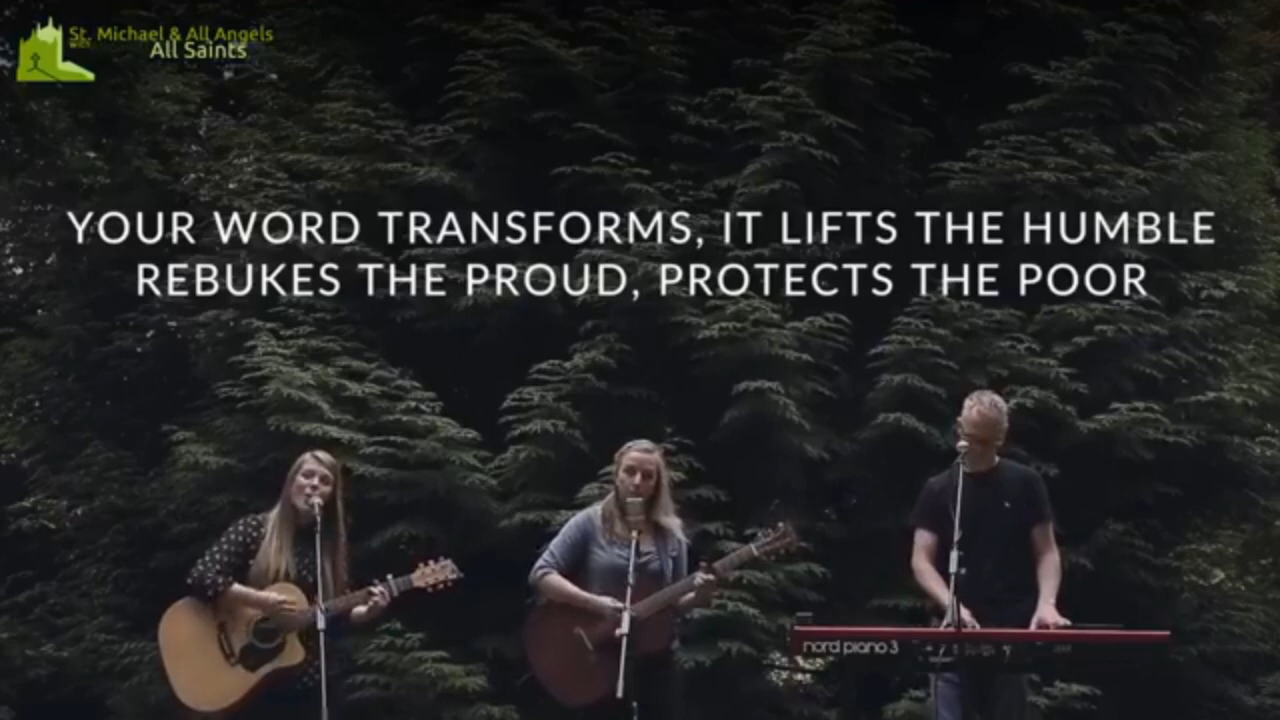 St. Michael & All Angels
with
All Saints
YOUR WORD TRANSFORMS, IT LIFTS THE HUMBLE
REBUKES THE PROUD, PROTECTS THE POOR
nord piano 3